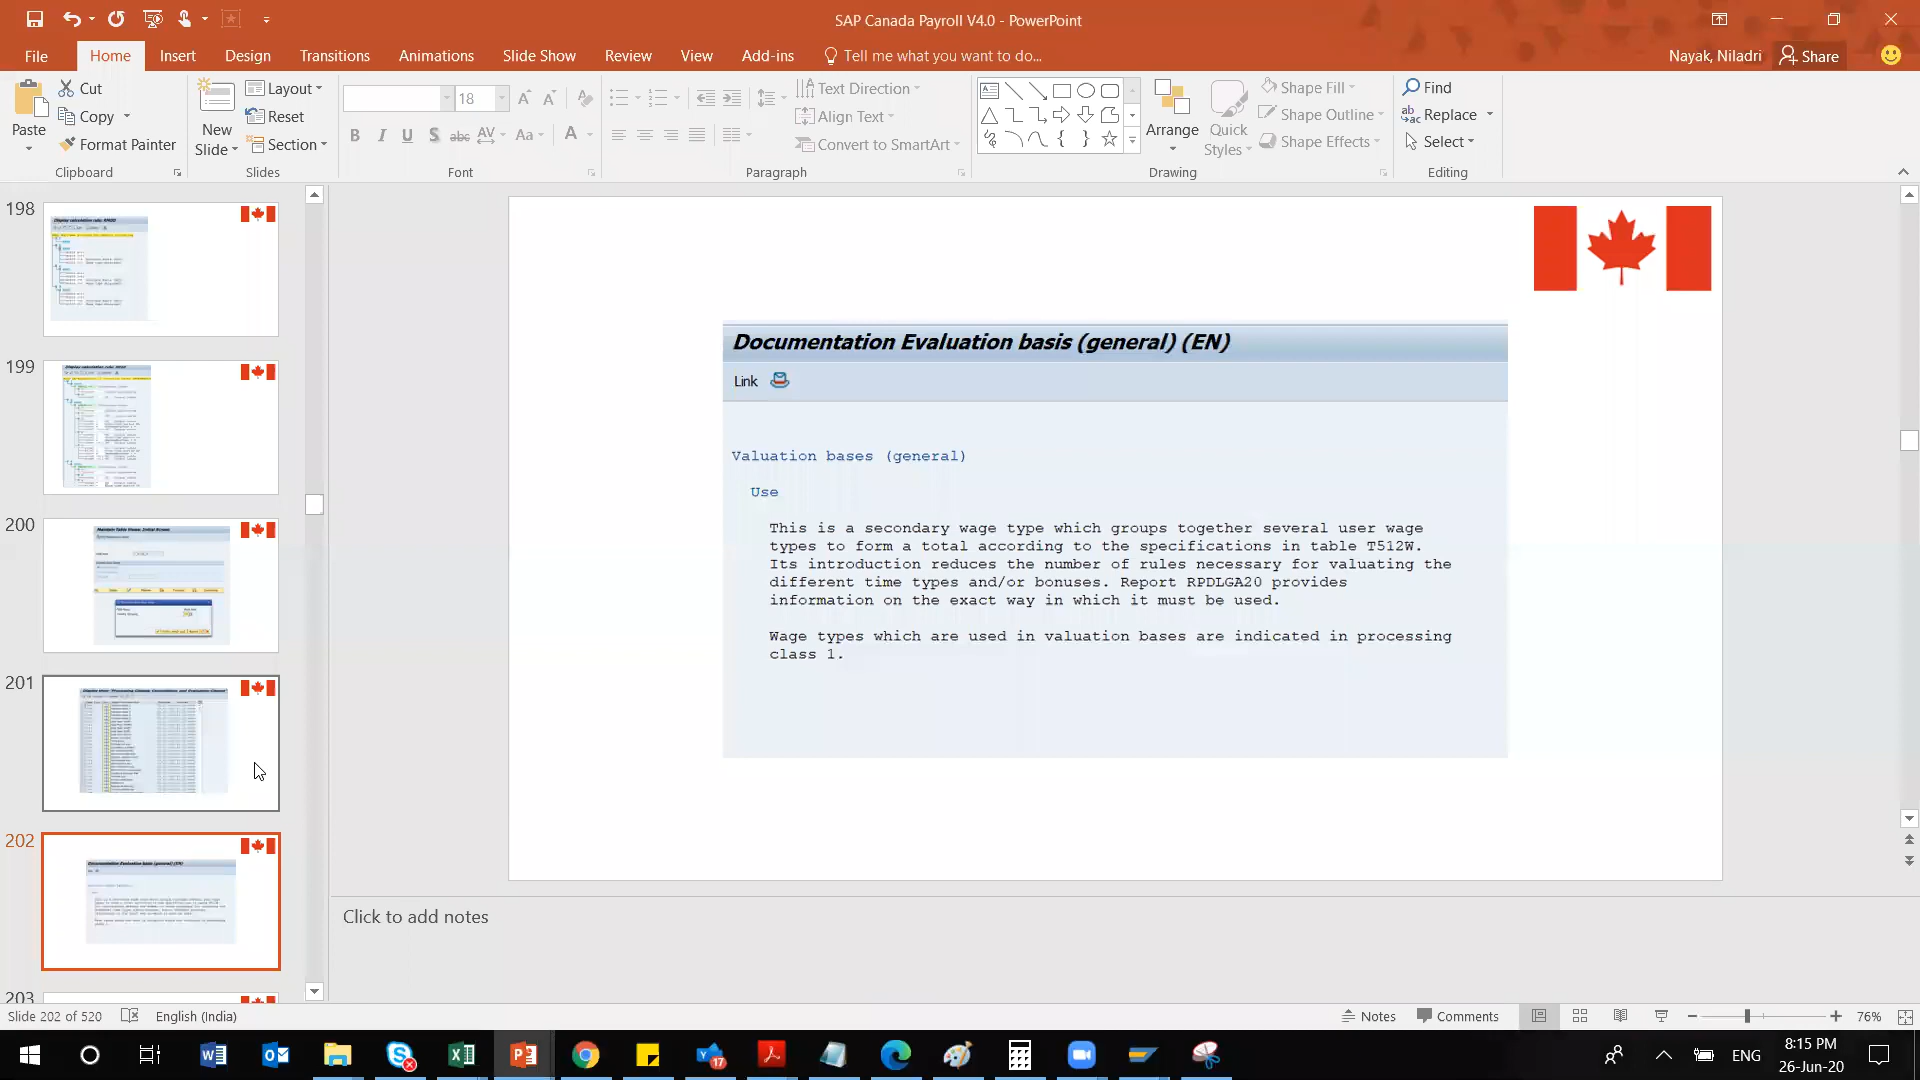 SAP Canada Payroll V4.0 - PowerPoint
File Home Insert Design Transitions Animations Slide Show Review View Add-ins Tell me what you want to do... Nayak, Niladri Share
Paste Cut Copy Format Painter
Clipboard
New Slide Layout Reset Section
Slides
18
Font
Text Direction Align Text Convert to SmartArt
Paragraph
Arrange Quick Styles Shape Fill Shape Outline Shape Effects
Drawing
Find Replace Select
Editing
198
199
200
201
202
203
Documentation Evaluation basis (general) (EN)
Link
Valuation bases (general)
Use
This is a secondary wage type which groups together several user wage
types to form a total according to the specifications in table T512W.
Its introduction reduces the number of rules necessary for valuating the
different time types and/or bonuses. Report RPDLGA20 provides
information on the exact way in which it must be used.
Wage types which are used in valuation bases are indicated in processing
class 1.
Click to add notes
Slide 202 of 520 English (India) Notes Comments 76%
17
ENG
8:15 PM
26-Jun-20